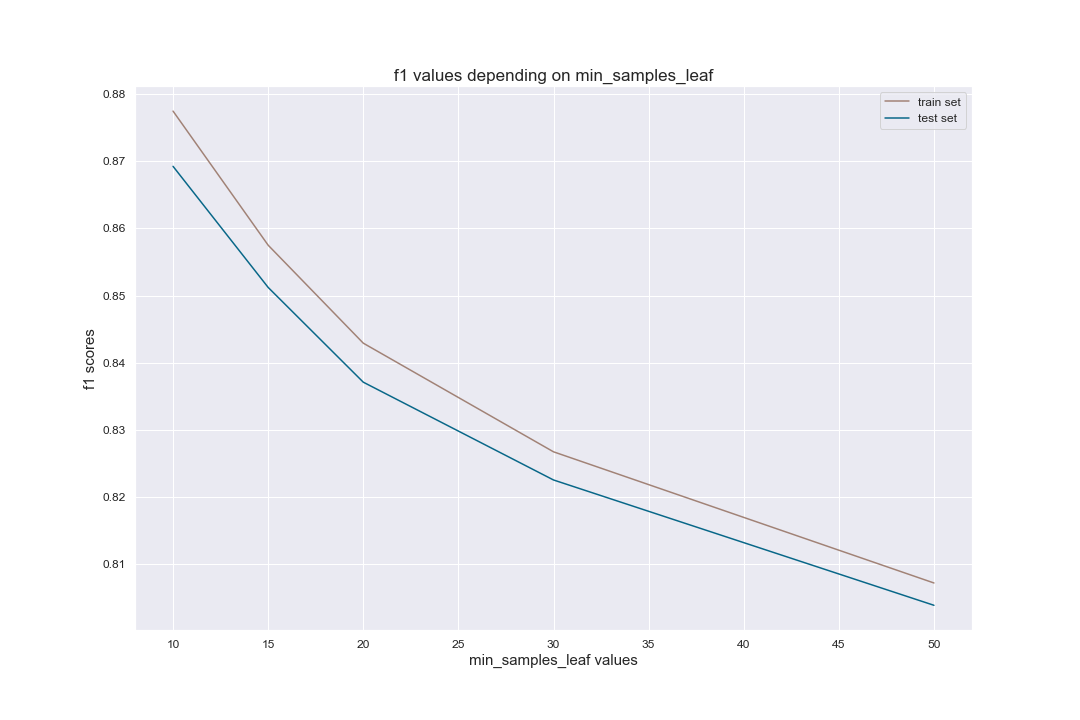 f1 values depending on min_samples_leaf
train set
test set
0.88
0.87
0.86
0.85
0.84
0.83
0.82
0.81
f1 scores
10 15 20 25 30 35 40 45 50
min_samples_leaf values